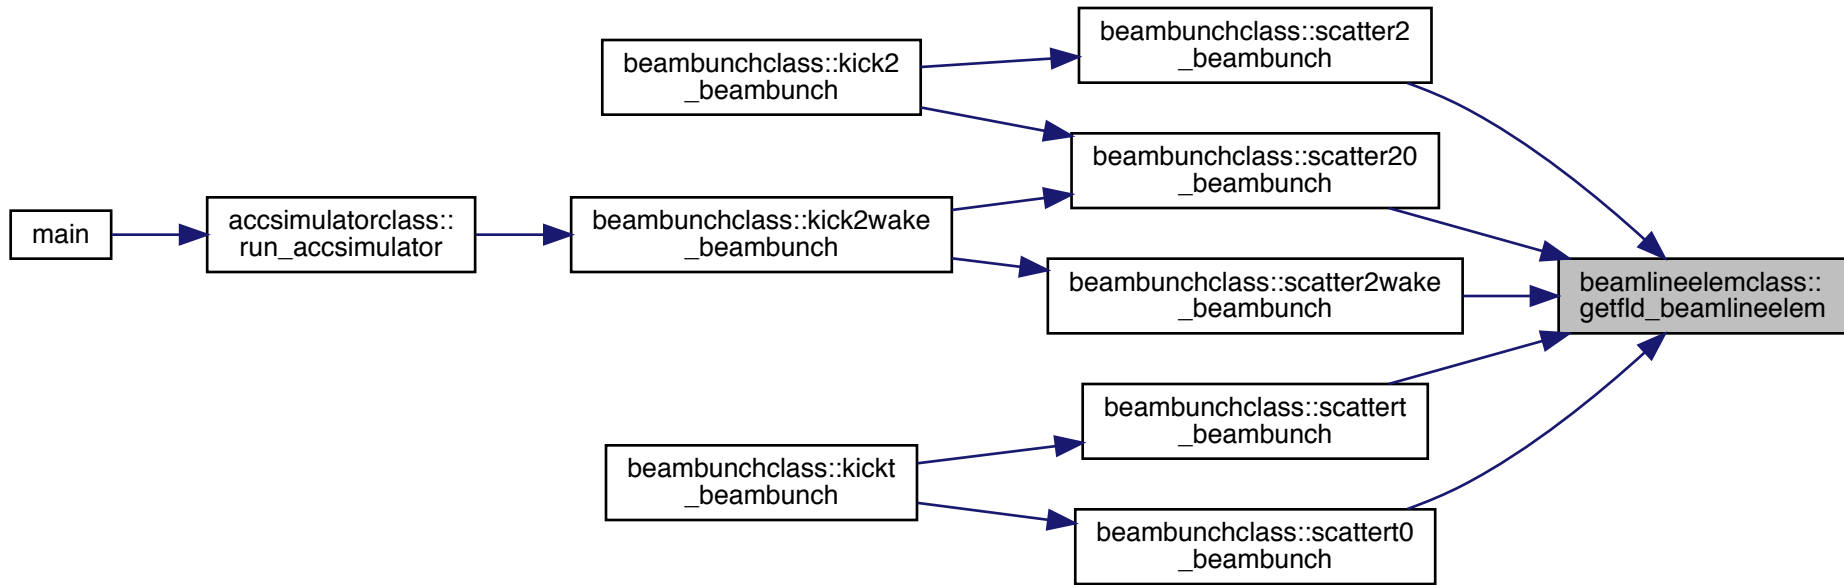 main
accsimulatorclass::
run_accsimulator
beambunchclass::kick2
_beambunch
beambunchclass::kick2wake
_beambunch
beambunchclass::kickt
_beambunch
beambunchclass::scatter2
_beambunch
beambunchclass::scatter20
_beambunch
beambunchclass::scatter2wake
_beambunch
beambunchclass::scattert
_beambunch
beambunchclass::scattert0
_beambunch
beamlineelemclass::
getfld_beamlineelem